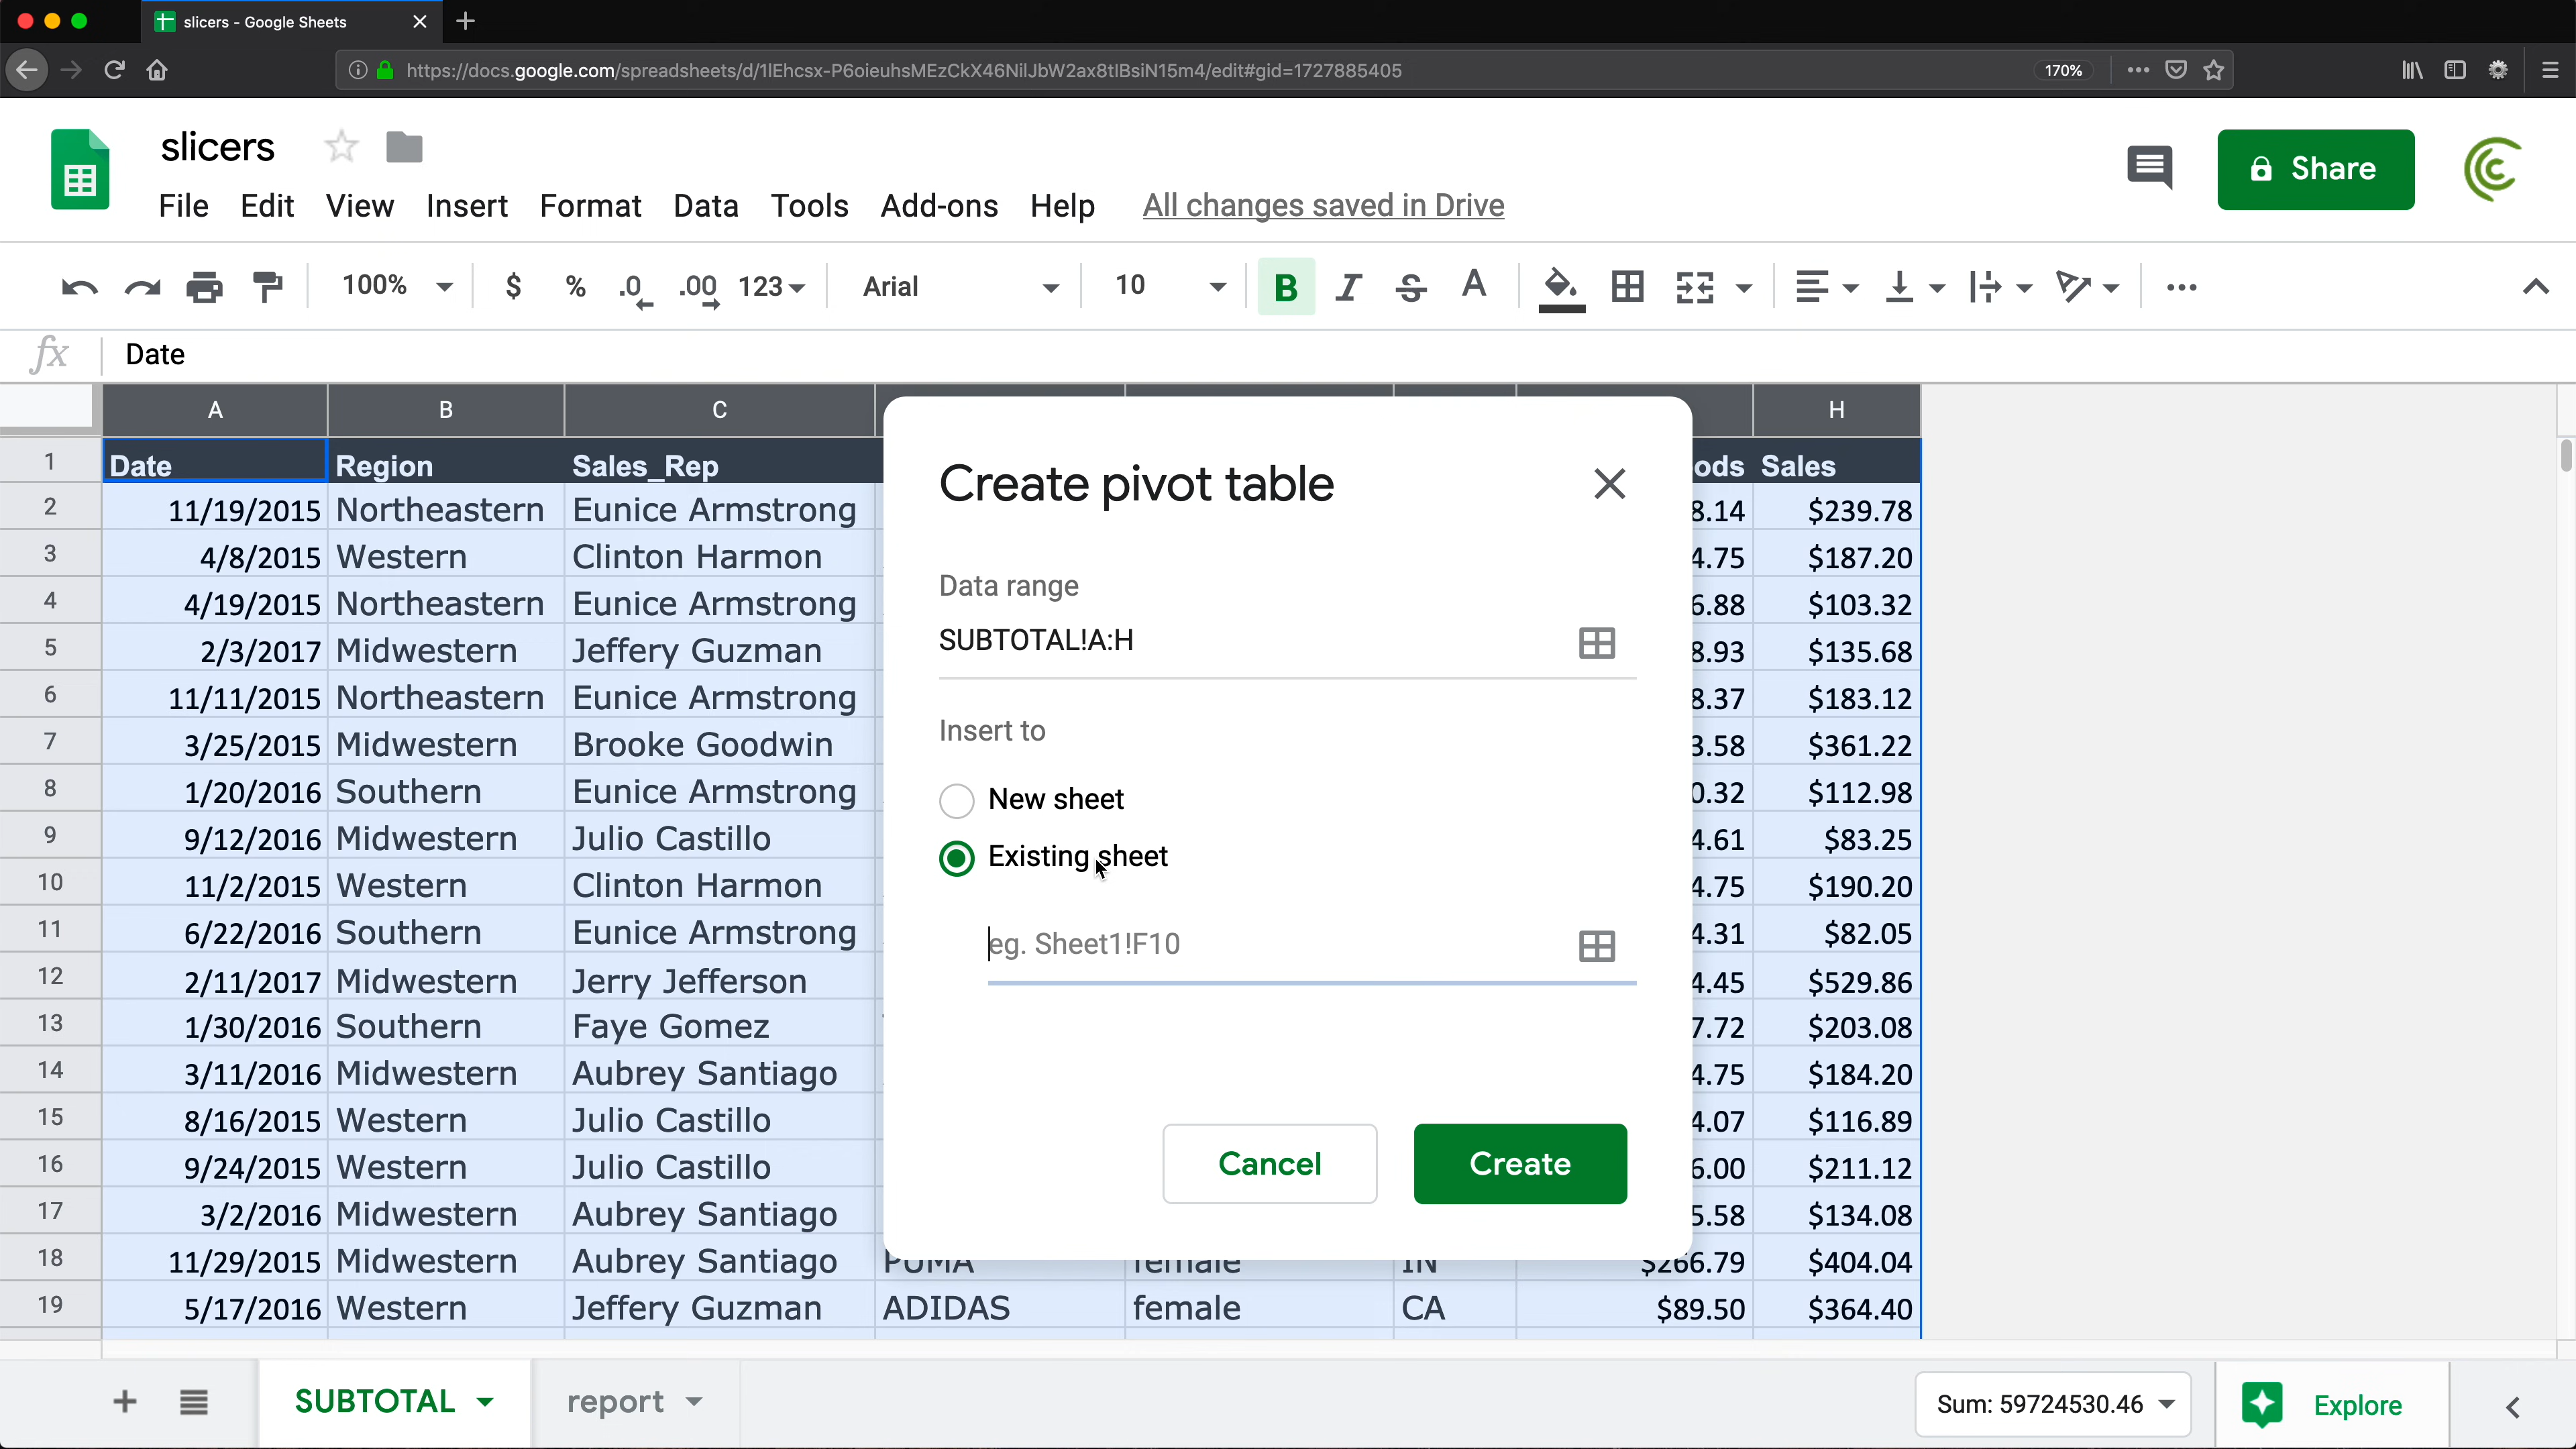 slicers - Google Sheets
https://docs.google.com/spreadsheets/d/1IEhcsx-P6oieuhsMEzCkX46NilJbW2ax8tIBsiN15m4/edit#gid=1727885405 170%
slicers
Share
File Edit View Insert Format Data Tools Add-ons Help All changes saved in Drive
100% $ % .0 .00 123 Arial 10 B I S A
fx Date
A B C H
1 Date Region Sales_Rep ods Sales
2 11/19/2015 Northeastern Eunice Armstrong 8.14 $239.78
3 4/8/2015 Western Clinton Harmon 4.75 $187.20
4 4/19/2015 Northeastern Eunice Armstrong 6.88 $103.32
5 2/3/2017 Midwestern Jeffery Guzman 8.93 $135.68
6 11/11/2015 Northeastern Eunice Armstrong 8.37 $183.12
7 3/25/2015 Midwestern Brooke Goodwin 3.58 $361.22
8 1/20/2016 Southern Eunice Armstrong 0.32 $112.98
9 9/12/2016 Midwestern Julio Castillo 4.61 $83.25
10 11/2/2015 Western Clinton Harmon 4.75 $190.20
11 6/22/2016 Southern Eunice Armstrong 4.31 $82.05
12 2/11/2017 Midwestern Jerry Jefferson 4.45 $529.86
13 1/30/2016 Southern Faye Gomez 7.72 $203.08
14 3/11/2016 Midwestern Aubrey Santiago 4.75 $184.20
15 8/16/2015 Western Julio Castillo 4.07 $116.89
16 9/24/2015 Western Julio Castillo 6.00 $211.12
17 3/2/2016 Midwestern Aubrey Santiago 5.58 $134.08
18 11/29/2015 Midwestern Aubrey Santiago PUMA female IN $266.79 $404.04
19 5/17/2016 Western Jeffery Guzman ADIDAS female CA $89.50 $364.40
Create pivot table
Data range
SUBTOTAL!A:H
Insert to
New sheet
Existing sheet
eg. Sheet1!F10
Cancel Create
SUBTOTAL report Sum: 59724530.46 Explore